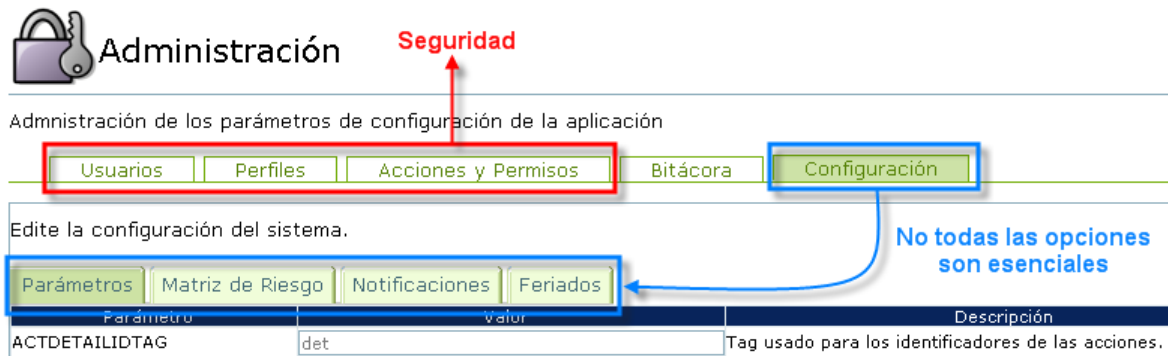 Administración
Seguridad
Admnistración de los parámetros de configuración de la aplicación
Usuarios Perfiles Acciones y Permisos Bitácora Configuración
Edite la configuración del sistema.
No todas las opciones
son esenciales
Parámetros Matriz de Riesgo Notificaciones Feriados
Parámetro Valor Descripción
ACTDETAILIDTAG det Tag usado para los identificadores de las acciones.